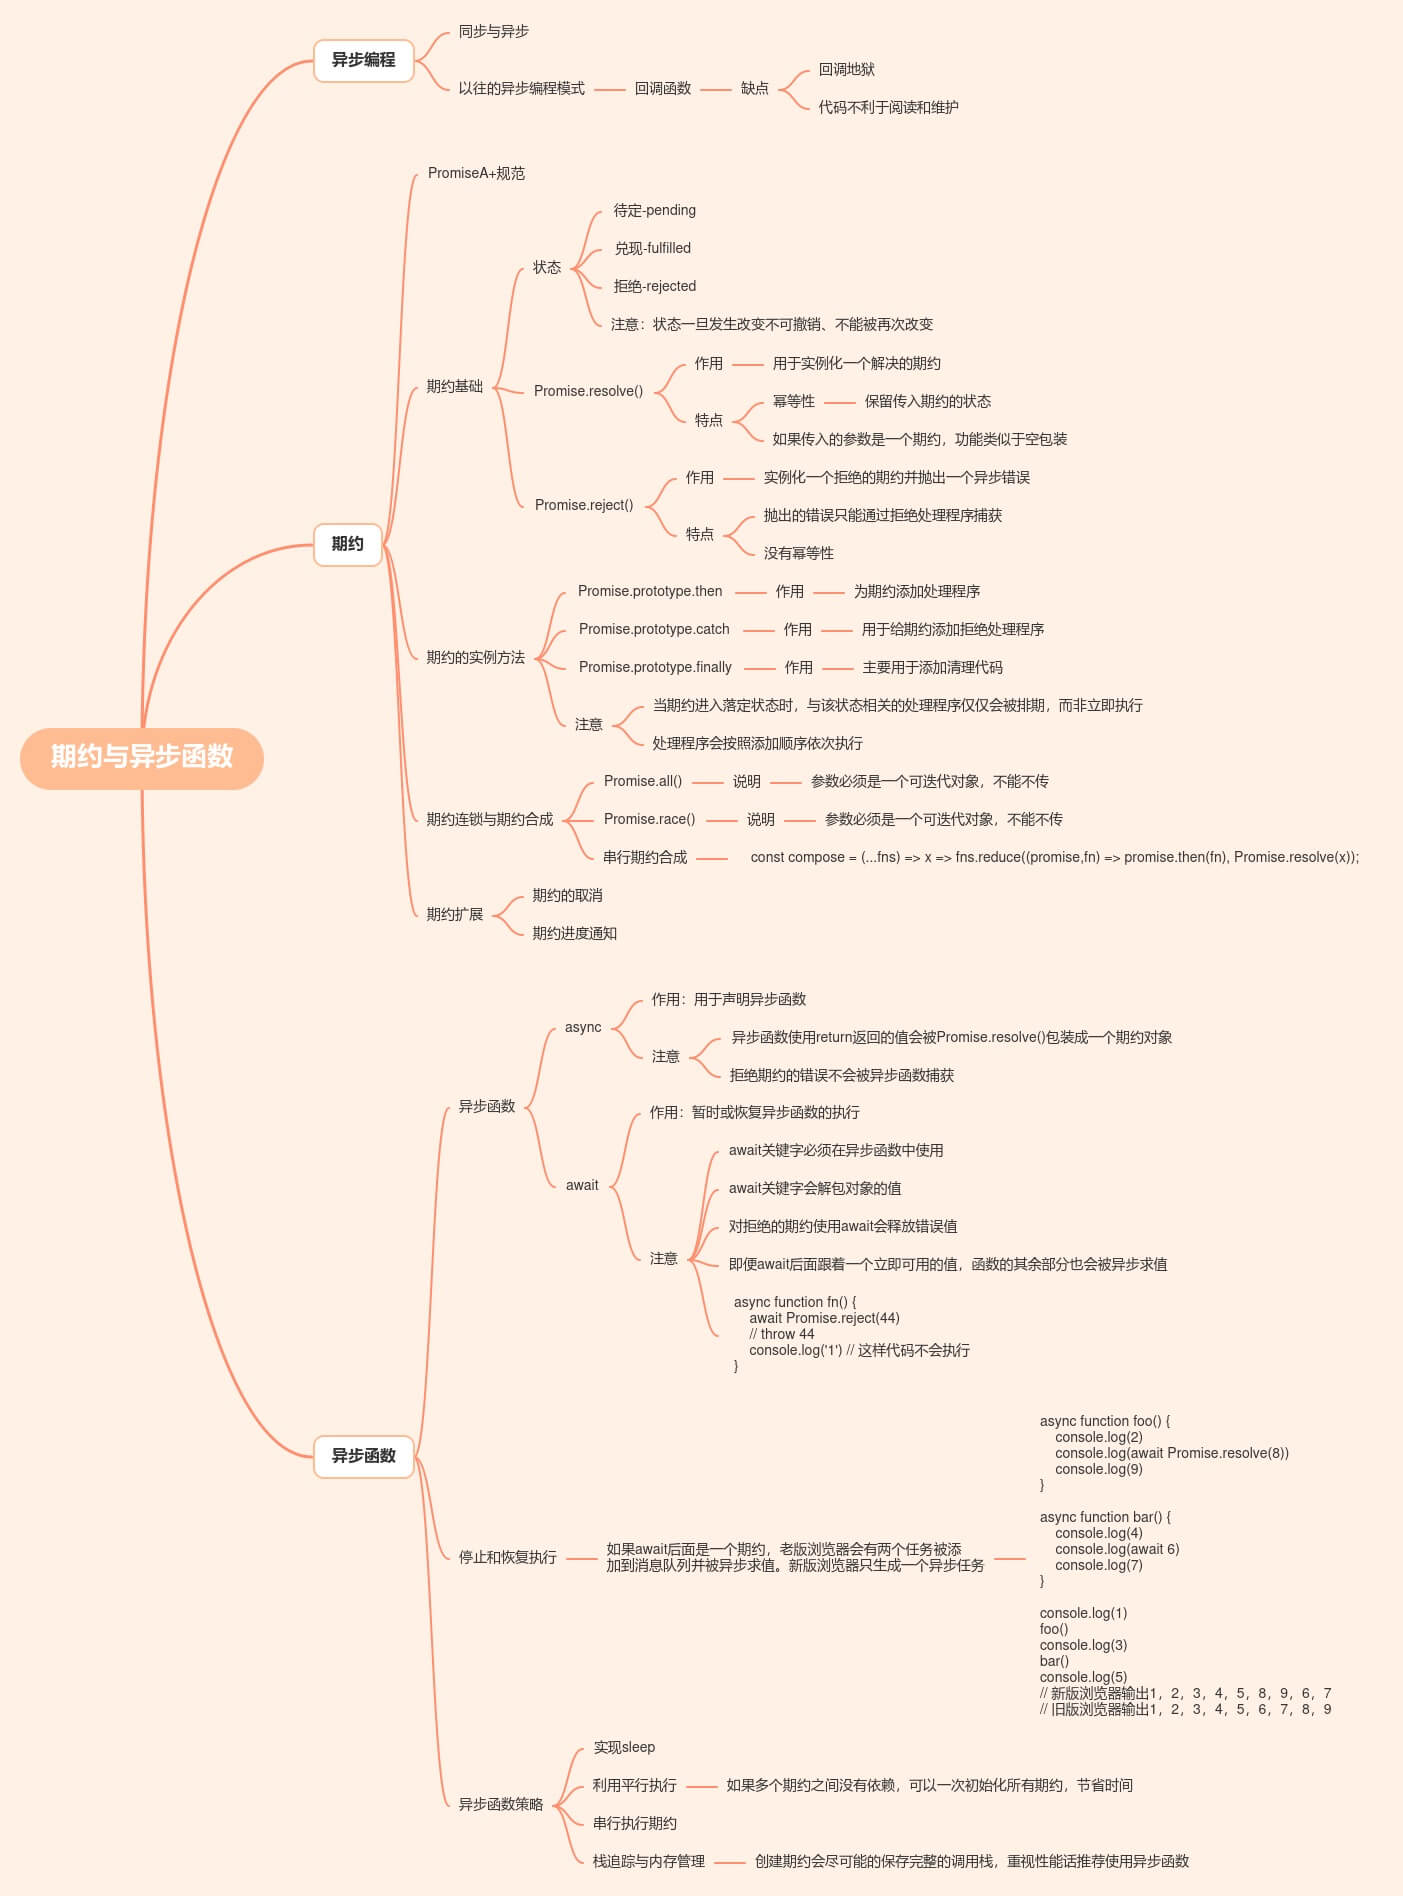 期约与异步函数
异步编程
同步与异步
以往的异步编程模式
回调函数
缺点
回调地狱
代码不利于阅读和维护
期约
PromiseA+规范
期约基础
状态
待定-pending
兑现-fulfilled
拒绝-rejected
注意：状态一旦发生改变不可撤销、不能被再次改变
Promise.resolve()
作用
用于实例化一个解决的期约
特点
幂等性
保留传入期约的状态
如果传入的参数是一个期约，功能类似于空包装
Promise.reject()
作用
实例化一个拒绝的期约并抛出一个异步错误
特点
抛出的错误只能通过拒绝处理程序捕获
没有幂等性
期约的实例方法
Promise.prototype.then
作用
为期约添加处理程序
Promise.prototype.catch
作用
用于给期约添加拒绝处理程序
Promise.prototype.finally
作用
主要用于添加清理代码
注意
当期约进入落定状态时，与该状态相关的处理程序仅仅会被排期，而非立即执行
处理程序会按照添加顺序依次执行
期约连锁与期约合成
Promise.all()
说明
参数必须是一个可迭代对象，不能不传
Promise.race()
说明
参数必须是一个可迭代对象，不能不传
串行期约合成
const compose = (...fns) => x => fns.reduce((promise,fn) => promise.then(fn), Promise.resolve(x));
期约扩展
期约的取消
期约进度通知
异步函数
异步函数
async
作用：用于声明异步函数
注意
异步函数使用return返回的值会被Promise.resolve()包装成一个期约对象
拒绝期约的错误不会被异步函数捕获
await
作用：暂时或恢复异步函数的执行
注意
await关键字必须在异步函数中使用
await关键字会解包对象的值
对拒绝的期约使用await会释放错误值
即便await后面跟着一个立即可用的值，函数的其余部分也会被异步求值
async function fn() {
    await Promise.reject(44)
    // throw 44
    console.log('1') // 这样代码不会执行
}
停止和恢复执行
如果await后面是一个期约，老版浏览器会有两个任务被添
加到消息队列并被异步求值。新版浏览器只生成一个异步任务
async function foo() {
    console.log(2)
    console.log(await Promise.resolve(8))
    console.log(9)
}
async function bar() {
    console.log(4)
    console.log(await 6)
    console.log(7)
}
console.log(1)
foo()
console.log(3)
bar()
console.log(5)
// 新版浏览器输出1，2，3，4，5，8，9，6，7
// 旧版浏览器输出1，2，3，4，5，6，7，8，9
异步函数策略
实现sleep
利用平行执行
如果多个期约之间没有依赖，可以一次初始化所有期约，节省时间
串行执行期约
栈追踪与内存管理
创建期约会尽可能的保存完整的调用栈，重视性能话推荐使用异步函数